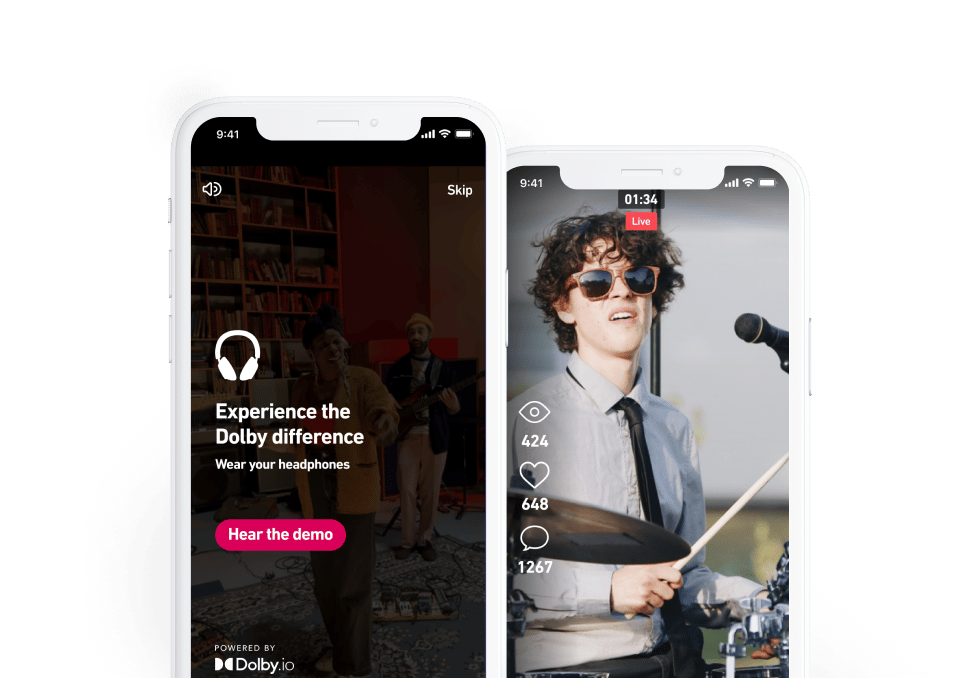 9:41
Skip
Experience the
Dolby difference
Wear your headphones
Hear the demo
POWERED BY
Dolby.io
9:41
01:34
Live
424
648
1267